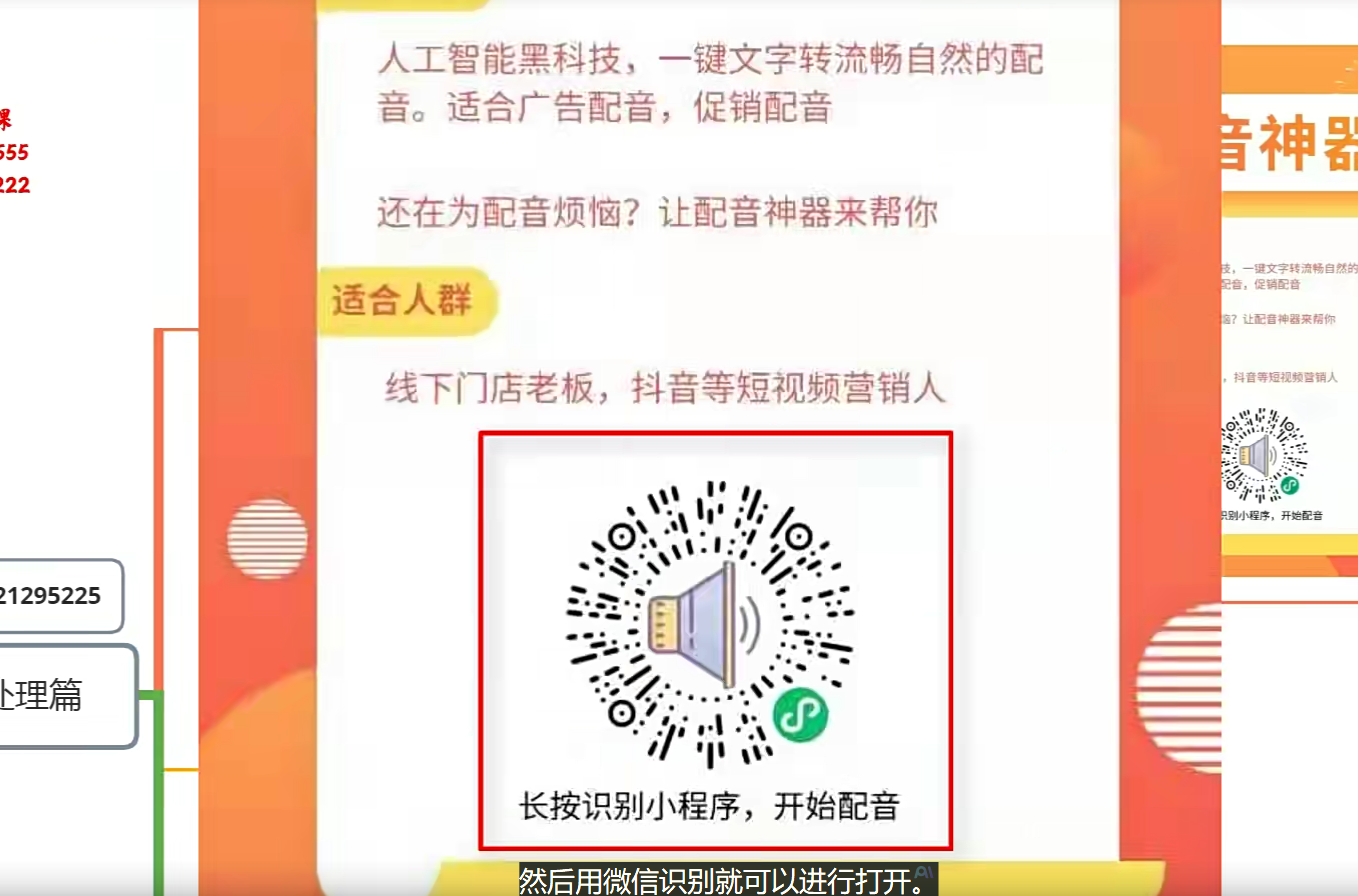 人工智能黑科技，一键文字转流畅自然的配
音。适合广告配音，促销配音
还在为配音烦恼？让配音神器来帮你
适合人群
线下门店老板，抖音等短视频营销人
长按识别小程序，开始配音
然后用微信识别就可以进行打开。
AI
课
555
222
21295225
处理篇
音神器
技，一键文字转流畅自然的
配音，促销配音
恼？让配音神器来帮你
，抖音等短视频营销人
识别小程序，开始配音